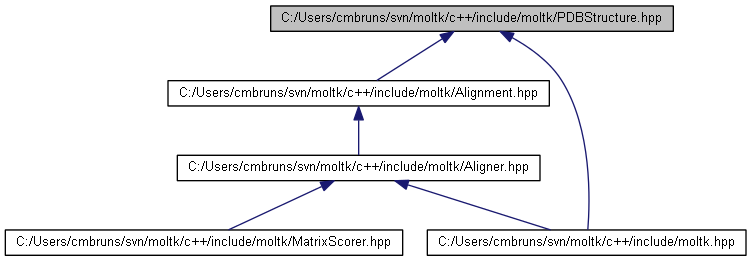 C:/Users/cmbruns/svn/moltk/c++/include/moltk/PDBStructure.hpp
C:/Users/cmbruns/svn/moltk/c++/include/moltk/Alignment.hpp
C:/Users/cmbruns/svn/moltk/c++/include/moltk/Aligner.hpp
C:/Users/cmbruns/svn/moltk/c++/include/moltk/MatrixScorer.hpp
C:/Users/cmbruns/svn/moltk/c++/include/moltk.hpp